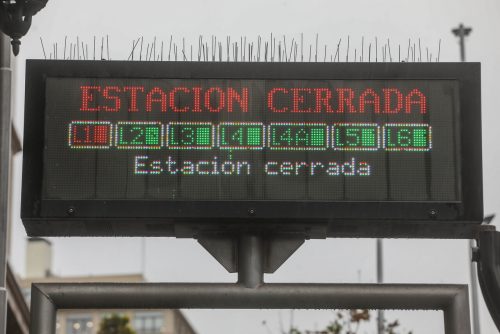 ESTACION CERRADA
L1 L2 L3 L4 L4A L5 L6
Estación cerrada